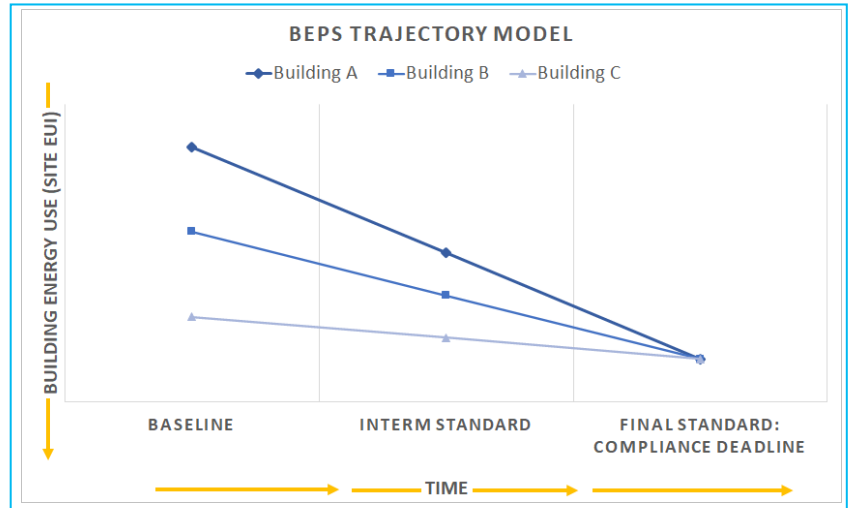 BEPS TRAJECTORY MODEL
Building A Building B Building C
BUILDING ENERGY USE (SITE EUI)
BASELINE INTERM STANDARD FINAL STANDARD:
COMPLIANCE DEADLINE
TIME